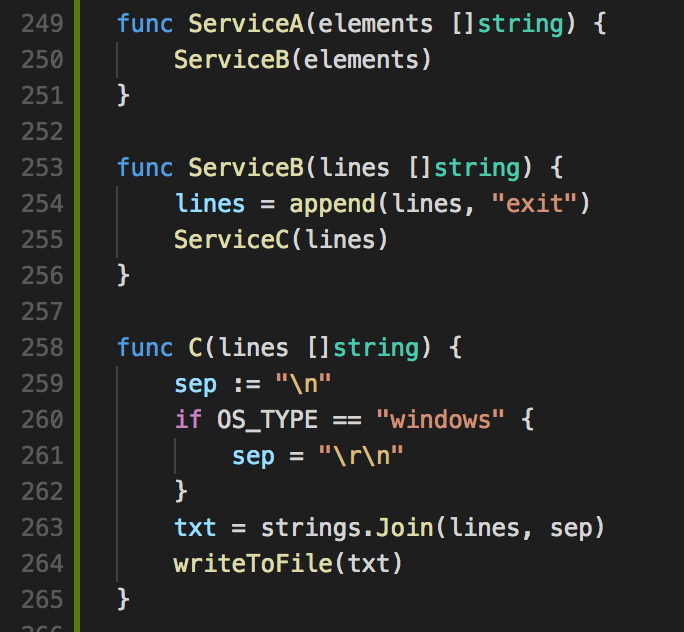 249 func ServiceA(elements []string) {
250     ServiceB(elements)
251 }
252
253 func ServiceB(lines []string) {
254     lines = append(lines, "exit")
255     ServiceC(lines)
256 }
257
258 func C(lines []string) {
259     sep := "\n"
260     if OS_TYPE == "windows" {
261         sep = "\r\n"
262     }
263     txt = strings.Join(lines, sep)
264     writeToFile(txt)
265 }